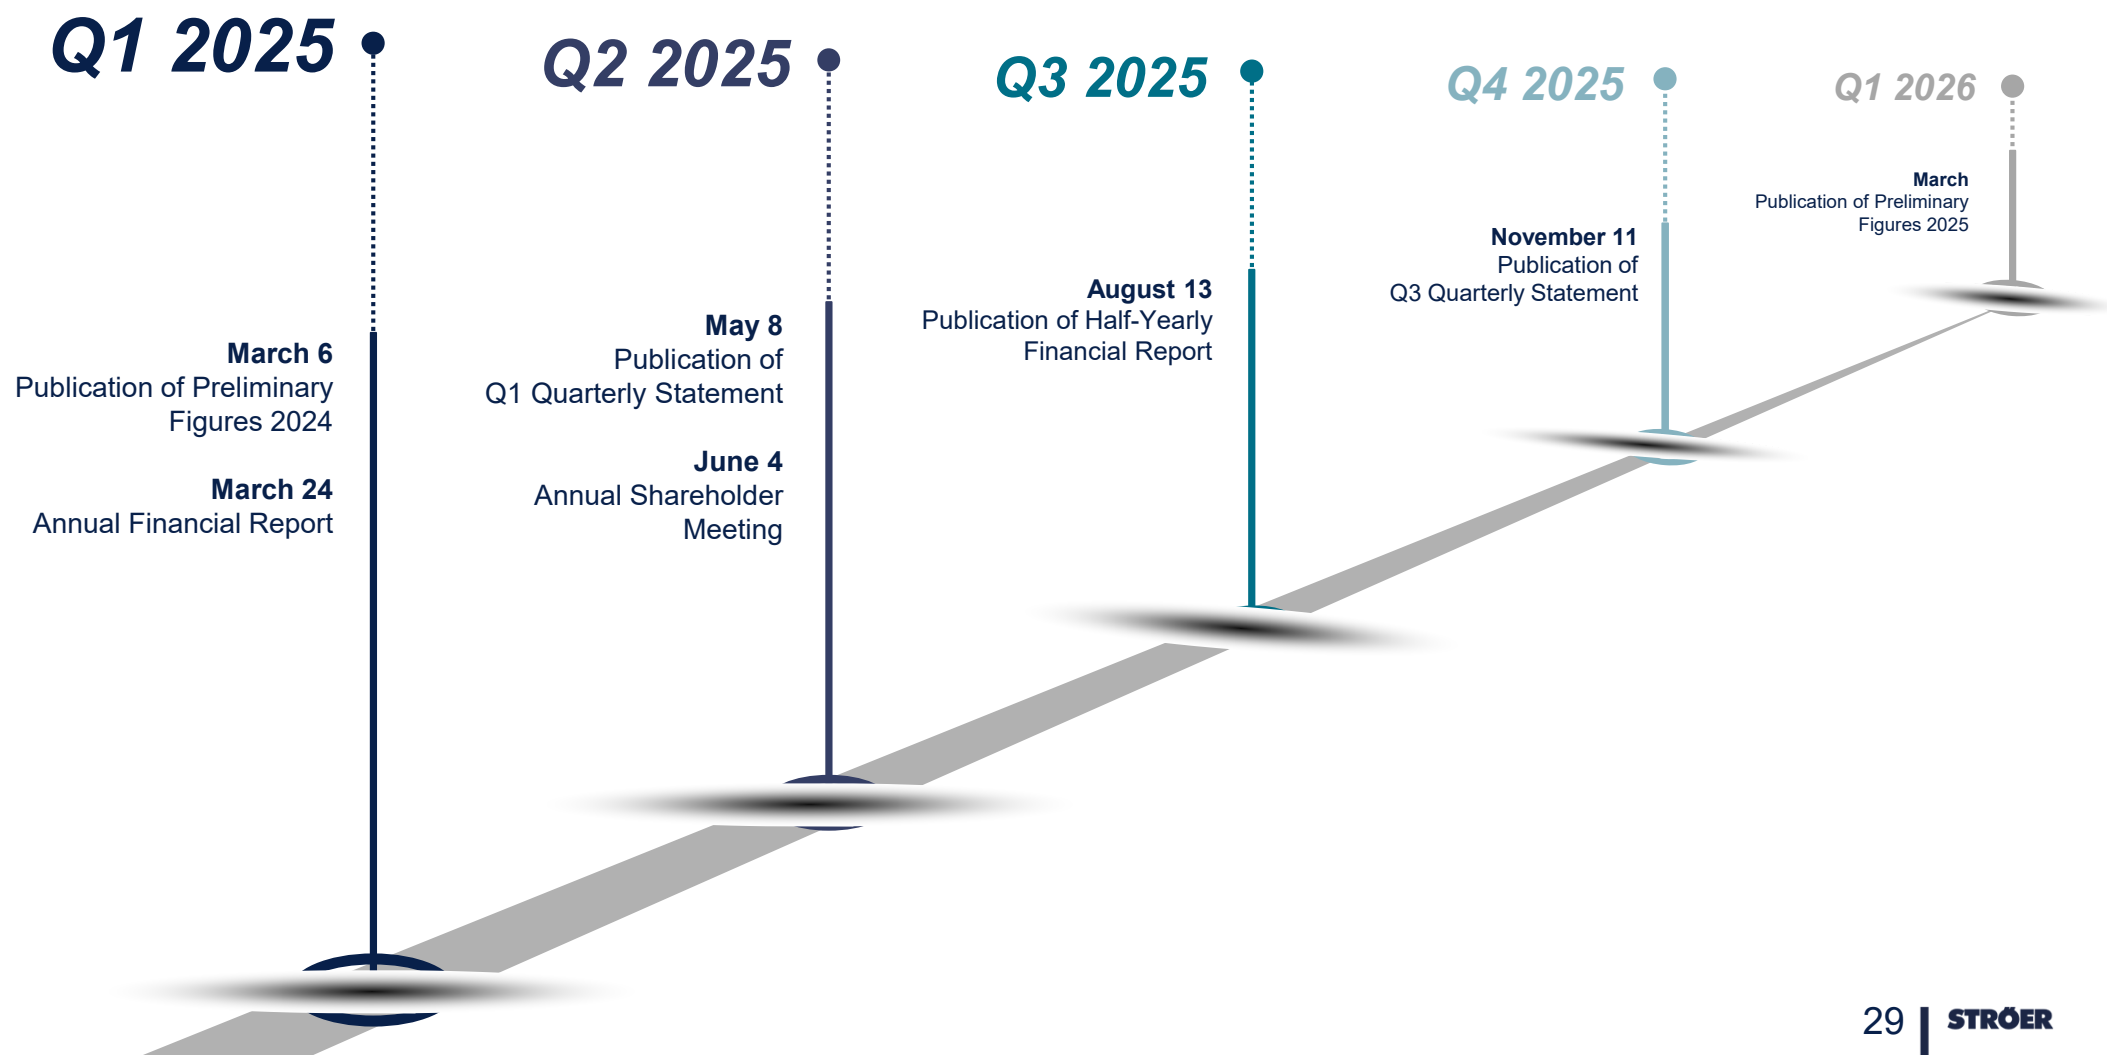 Q1 2025
March 6
Publication of Preliminary
Figures 2024
March 24
Annual Financial Report
Q2 2025
May 8
Publication of
Q1 Quarterly Statement
June 4
Annual Shareholder
Meeting
Q3 2025
August 13
Publication of Half-Yearly
Financial Report
Q4 2025
November 11
Publication of
Q3 Quarterly Statement
Q1 2026
March
Publication of Preliminary
Figures 2025
29
STRÖER